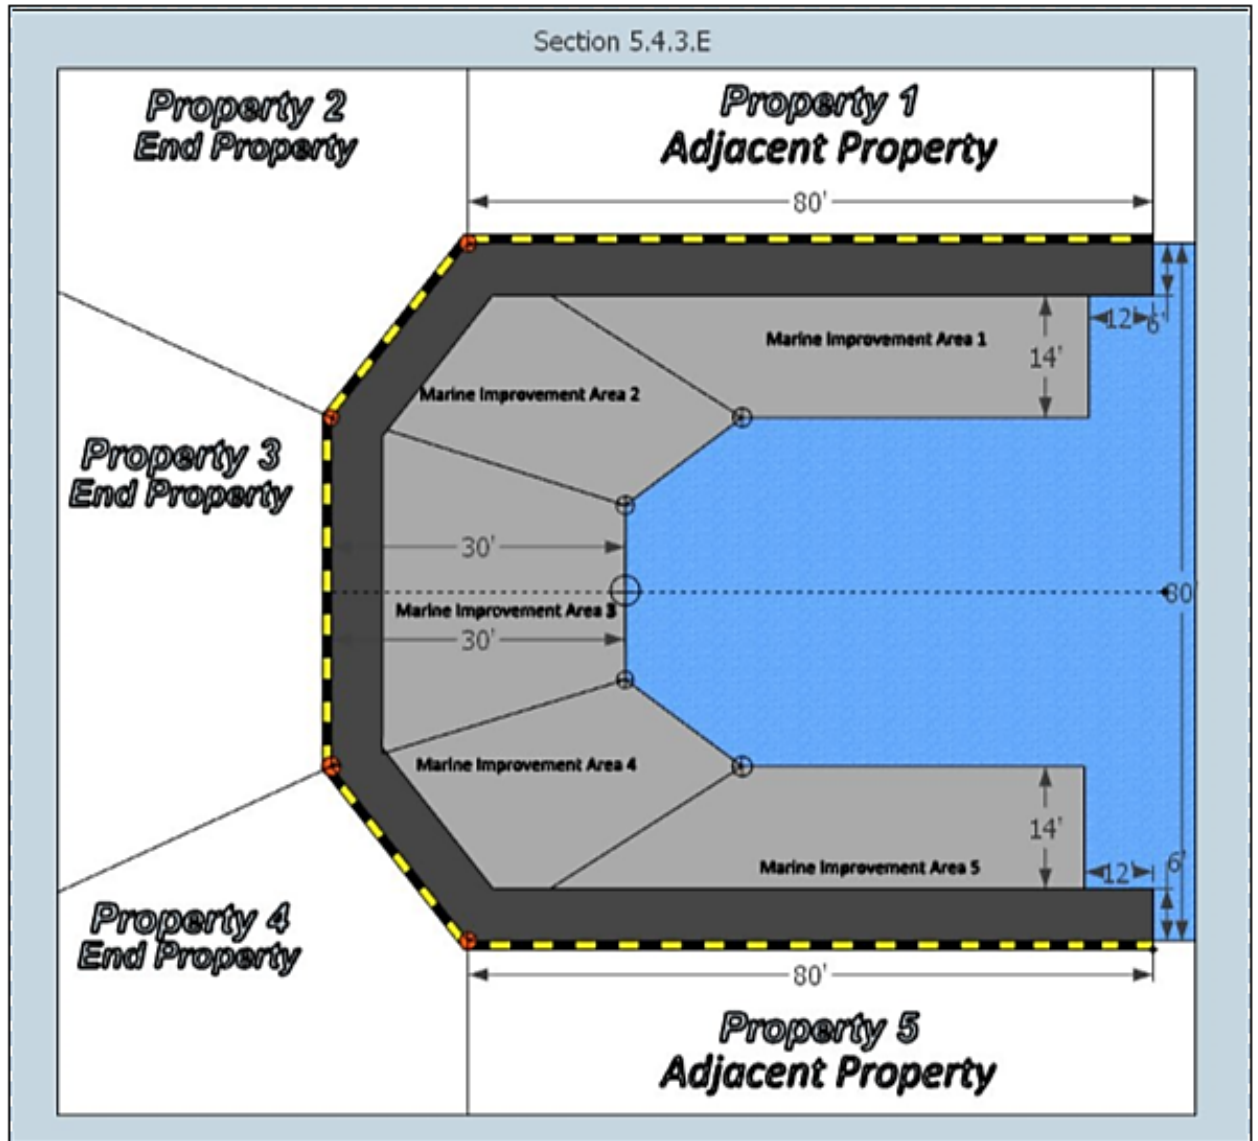 Section 5.4.3.E
Property 2
End Property
Property 1
Adjacent Property
80'
12'
6'
Marine Improvement Area 1
14'
Marine Improvement Area 2
Property 3
End Property
30'
80'
Marine Improvement Area 3
30'
Marine Improvement Area 4
14'
Marine Improvement Area 5
12'
6'
Property 4
End Property
80'
Property 5
Adjacent Property